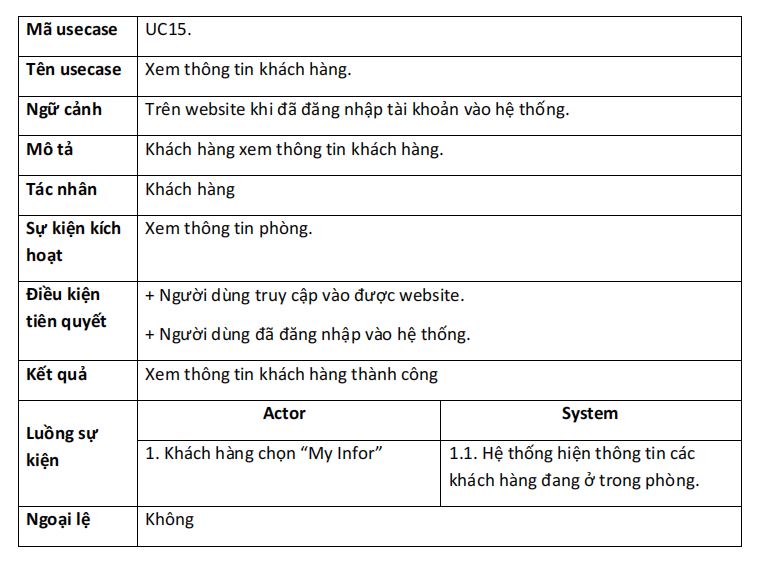 Mã usecase UC15.
Tên usecase Xem thông tin khách hàng.
Ngữ cảnh Trên website khi đã đăng nhập tài khoản vào hệ thống.
Mô tả Khách hàng xem thông tin khách hàng.
Tác nhân Khách hàng
Sự kiện kích Xem thông tin phòng.
hoạt
Điều kiện + Người dùng truy cập vào được website.
tiên quyết + Người dùng đã đăng nhập vào hệ thống.
Kết quả Xem thông tin khách hàng thành công
Luồng sự
kiện
Actor System
1. Khách hàng chọn “My Infor” 1.1. Hệ thống hiện thông tin các
khách hàng đang ở trong phòng.
Ngoại lệ Không